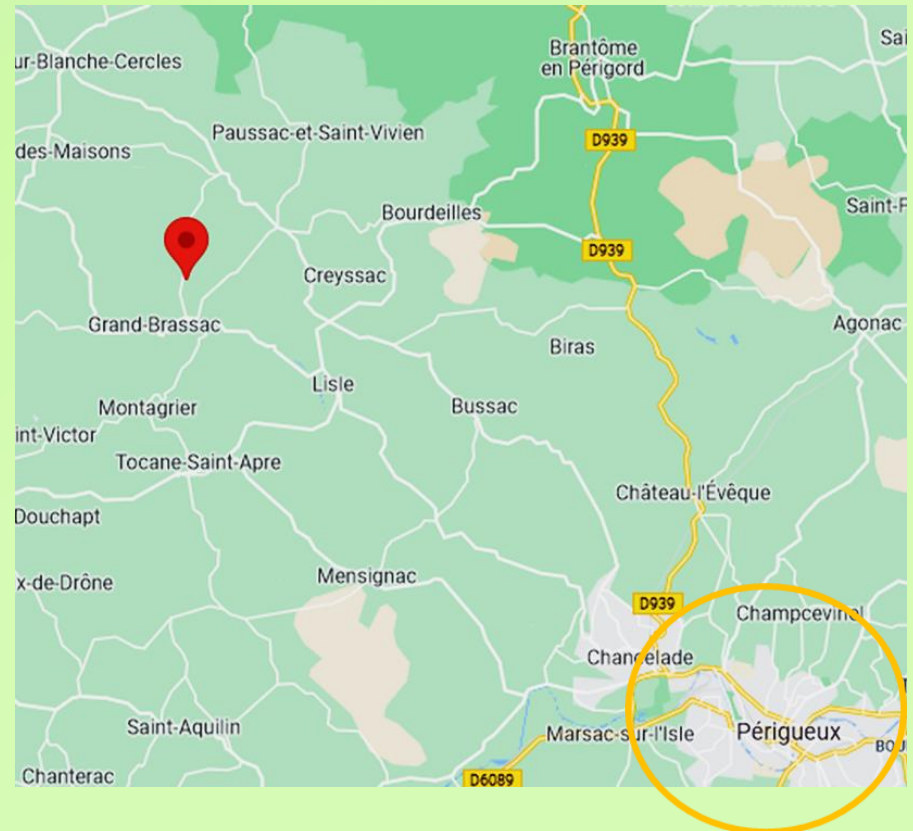 Brantôme
en Périgord
Sai
ur-Blanche-Cercles
Paussac-et-Saint-Vivien
D939
des-Maisons
Bourdeilles
Saint-F
D939
Creyssac
Grand-Brassac
Agonac
Biras
Lisle
Montagrier
Bussac
int-Victor
Tocane-Saint-Apre
Château-l'Évêque
Douchapt
Mensignac
x-de-Drône
D939
Champcevinel
Chancelade
Saint-Aquilin
Marsac-sur-l'Isle
Périgueux
BOU
Chanterac
D6089